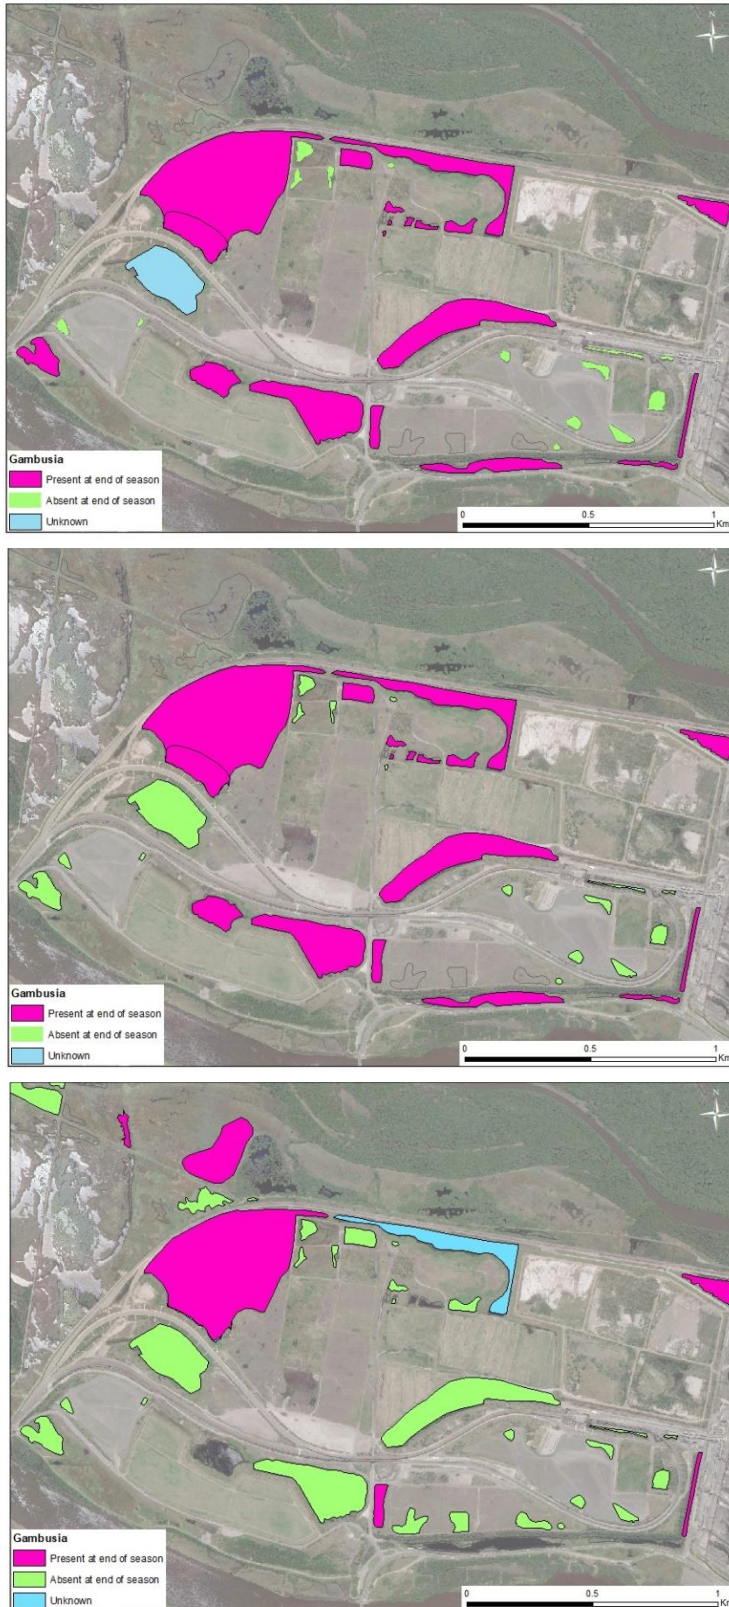 N
Gambusia
Present at end of season
Absent at end of season
Unknown
0 0.5 1
Km
N
Gambusia
Present at end of season
Absent at end of season
Unknown
0 0.5 1
Km
N
Gambusia
Present at end of season
Absent at end of season
Unknown
0 0.5 1
Km